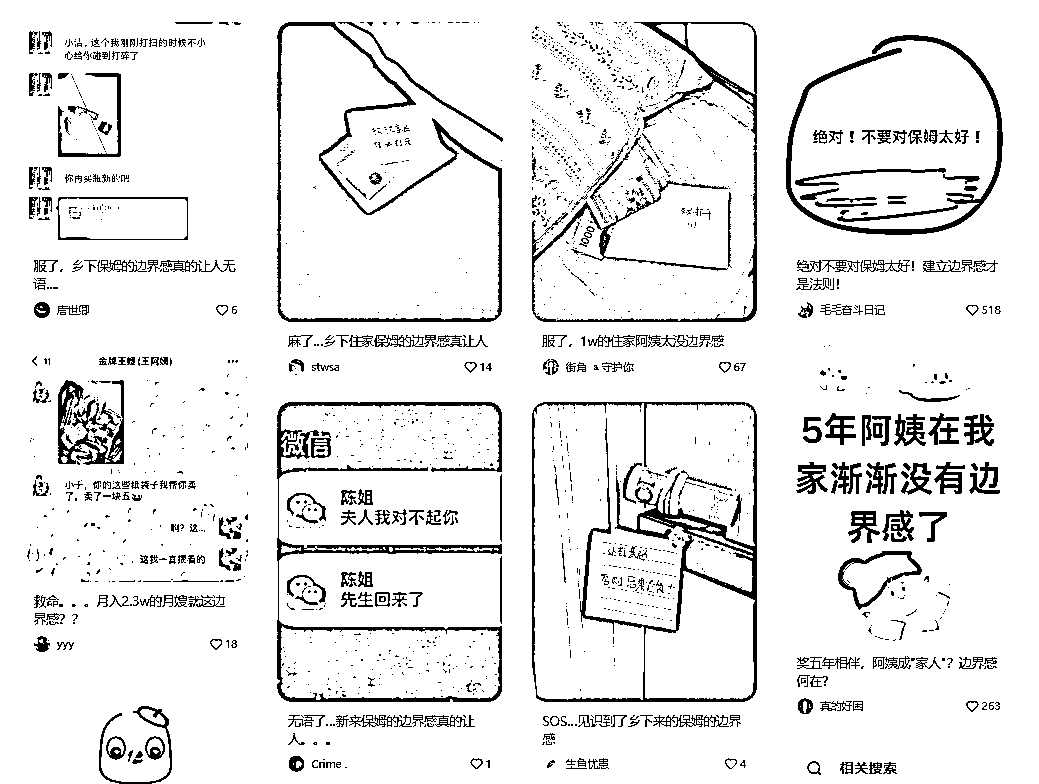 小洁，这个我刚刚打扫的时候不小
心给你碰到打碎了
你再买瓶新的吧
服了，乡下保姆的边界感真的让人无
语...
唐世卿
6
金牌王嫂(王阿姨)
小子，你的这些纸袋子我帮你卖
了，卖了一块五
啊？这...
这我一直摆着的
救命。。。月入2.3w的月嫂就这边
界感？？
yyy
18
麻了...乡下住家保姆的边界感真让人
stwsa
14
微信
陈姐
夫人我对不起你
陈姐
先生回来了
无语了...新来保姆的边界感真的让
人。。。
Crime .
1
1000
服了，1w的住家阿姨太没边界感
街角 ะ守护你
67
SOS...见识到了乡下来的保姆的边界
感
生鱼优惠
4
绝对！不要对保姆太好！
绝对不要对保姆太好！建立边界感才
是法则！
毛毛奋斗日记
518
5年阿姨在我
家渐渐没有边
界感了
奖五年相伴，阿姨成"家人"？边界感
何在？
真的好困
263
相关搜索